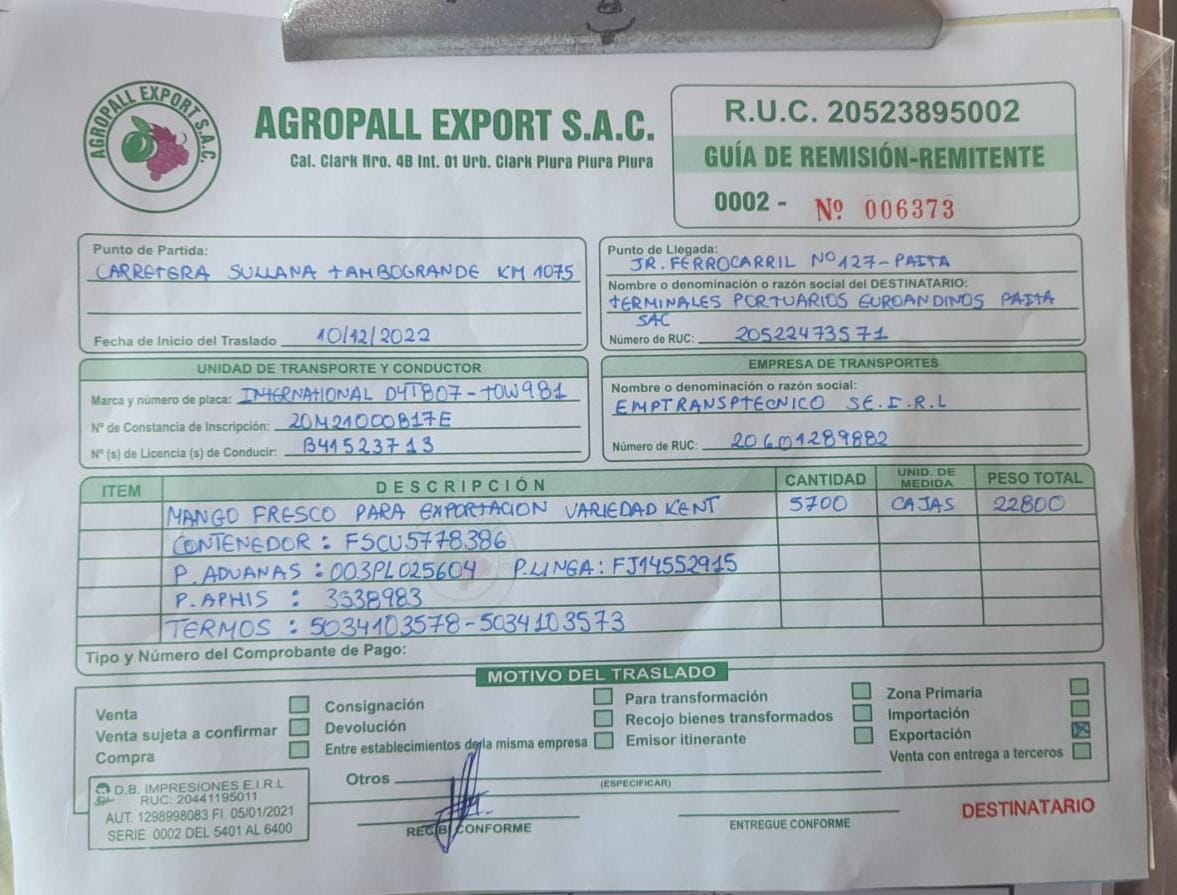 AGROPALL EXPORT S.A.C.
AGROPALL EXPORT S.A.C.
Cal. Clark Nro. 4B Int. 01 Urb. Clark Piura Piura Piura
R.U.C. 20523895002
GUÍA DE REMISIÓN-REMITENTE
0002 - Nº 006373
Punto de Partida:
CARRETERA SULLANA TAMBOGRANDE KM 1075
Fecha de Inicio del Traslado 10/12/2022
Punto de Llegada:
JR. FERROCARRIL Nº 127 - PAITA
Nombre o denominación o razón social del DESTINATARIO:
TERMINALES PORTUARIOS EUROANDINOS PAITA
SAC
Número de RUC: 20522473571
UNIDAD DE TRANSPORTE Y CONDUCTOR
Marca y número de placa: INTERNATIONAL D4T807 - TOW981
Nº de Constancia de Inscripción: 20M21000817E
Nº (s) de Licencia (s) de Conducir: B41523713
EMPRESA DE TRANSPORTES
Nombre o denominación o razón social:
EMPTRANSPTECNICO SE.I.R.L
Número de RUC: 20601289882
ITEM DESCRIPCIÓN CANTIDAD UNID. DE MEDIDA PESO TOTAL
MANGO FRESCO PARA EXPORTACION VARIEDAD KENT 5700 CAJAS 22800
CONTENEDOR : FSCU5778386
P. ADUANAS : 003PL025604 P.LINEA: FJ14552915
P. APHIS : 3538983
TERMOS : 5034103578-5034103573
Tipo y Número del Comprobante de Pago:
MOTIVO DEL TRASLADO
Venta
Venta sujeta a confirmar
Compra
Consignación
Devolución
Entre establecimientos de la misma empresa
Para transformación
Recojo bienes transformados
Emisor itinerante
Zona Primaria
Importación
Exportación
Venta con entrega a terceros
Otros
(ESPECIFICAR)
D.B. IMPRESIONES E.I.R.L
RUC: 20441195011
AUT. 1298998083 FI. 05/01/2021
SERIE 0002 DEL 5401 AL 6400
RECIBI CONFORME
ENTREGUE CONFORME
DESTINATARIO